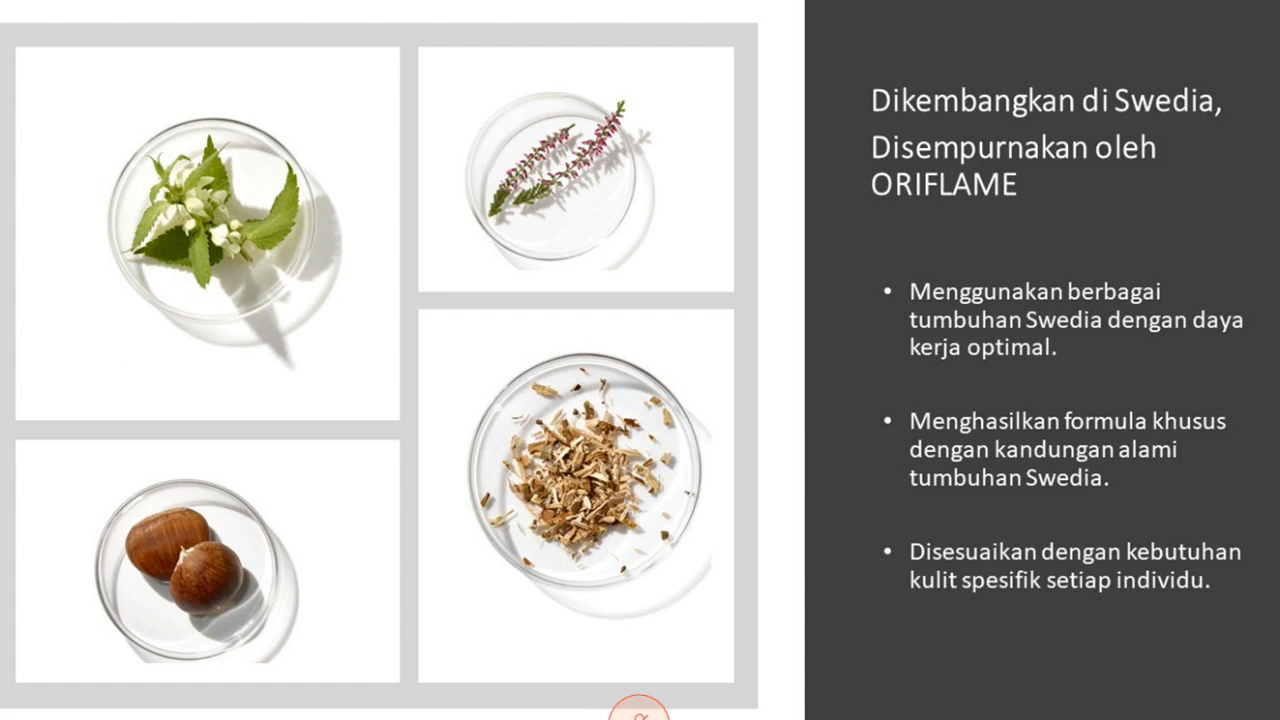 Dikembangkan di Swedia,
Disempurnakan oleh
ORIFLAME
• Menggunakan berbagai
tumbuhan Swedia dengan daya
kerja optimal.
• Menghasilkan formula khusus
dengan kandungan alami
tumbuhan Swedia.
• Disesuaikan dengan kebutuhan
kulit spesifik setiap individu.